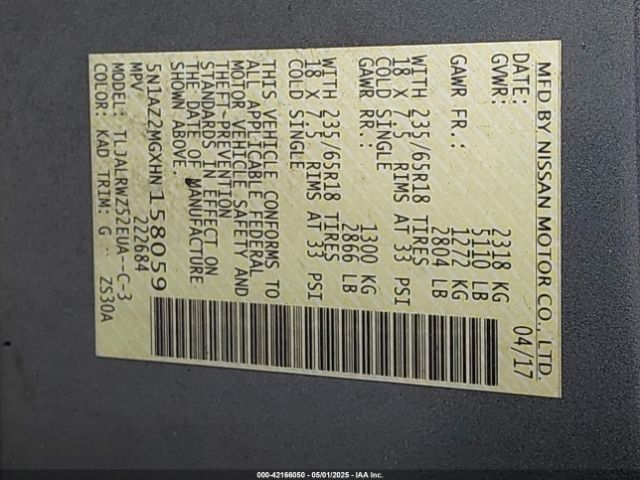 MFD BY NISSAN MOTOR CO., LTD.
DATE: 04/17
GVWR: 2318 KG
5110 LB
GAWR FR.: 1272 KG
2804 LB
WITH 235/65R18 TIRES
18 X 7.5 RIMS AT 33 PSI
COLD SINGLE
GAWR RR.: 1300 KG
2866 LB
WITH 235/65R18 TIRES
18 X 7.5 RIMS AT 33 PSI
COLD SINGLE
THIS VEHICLE CONFORMS TO
ALL APPLICABLE FEDERAL
MOTOR VEHICLE SAFETY AND
THEFT-PREVENTION
STANDARDS IN EFFECT ON
THE DATE OF MANUFACTURE
SHOWN ABOVE.
5N1AZ2MGXHN158059
MPV 222684
MODEL: TLJALRWZ52EUA--C-3
COLOR: KAD TRIM: G ZS30A
000-42166050 - 05/01/2025 - IAA Inc.